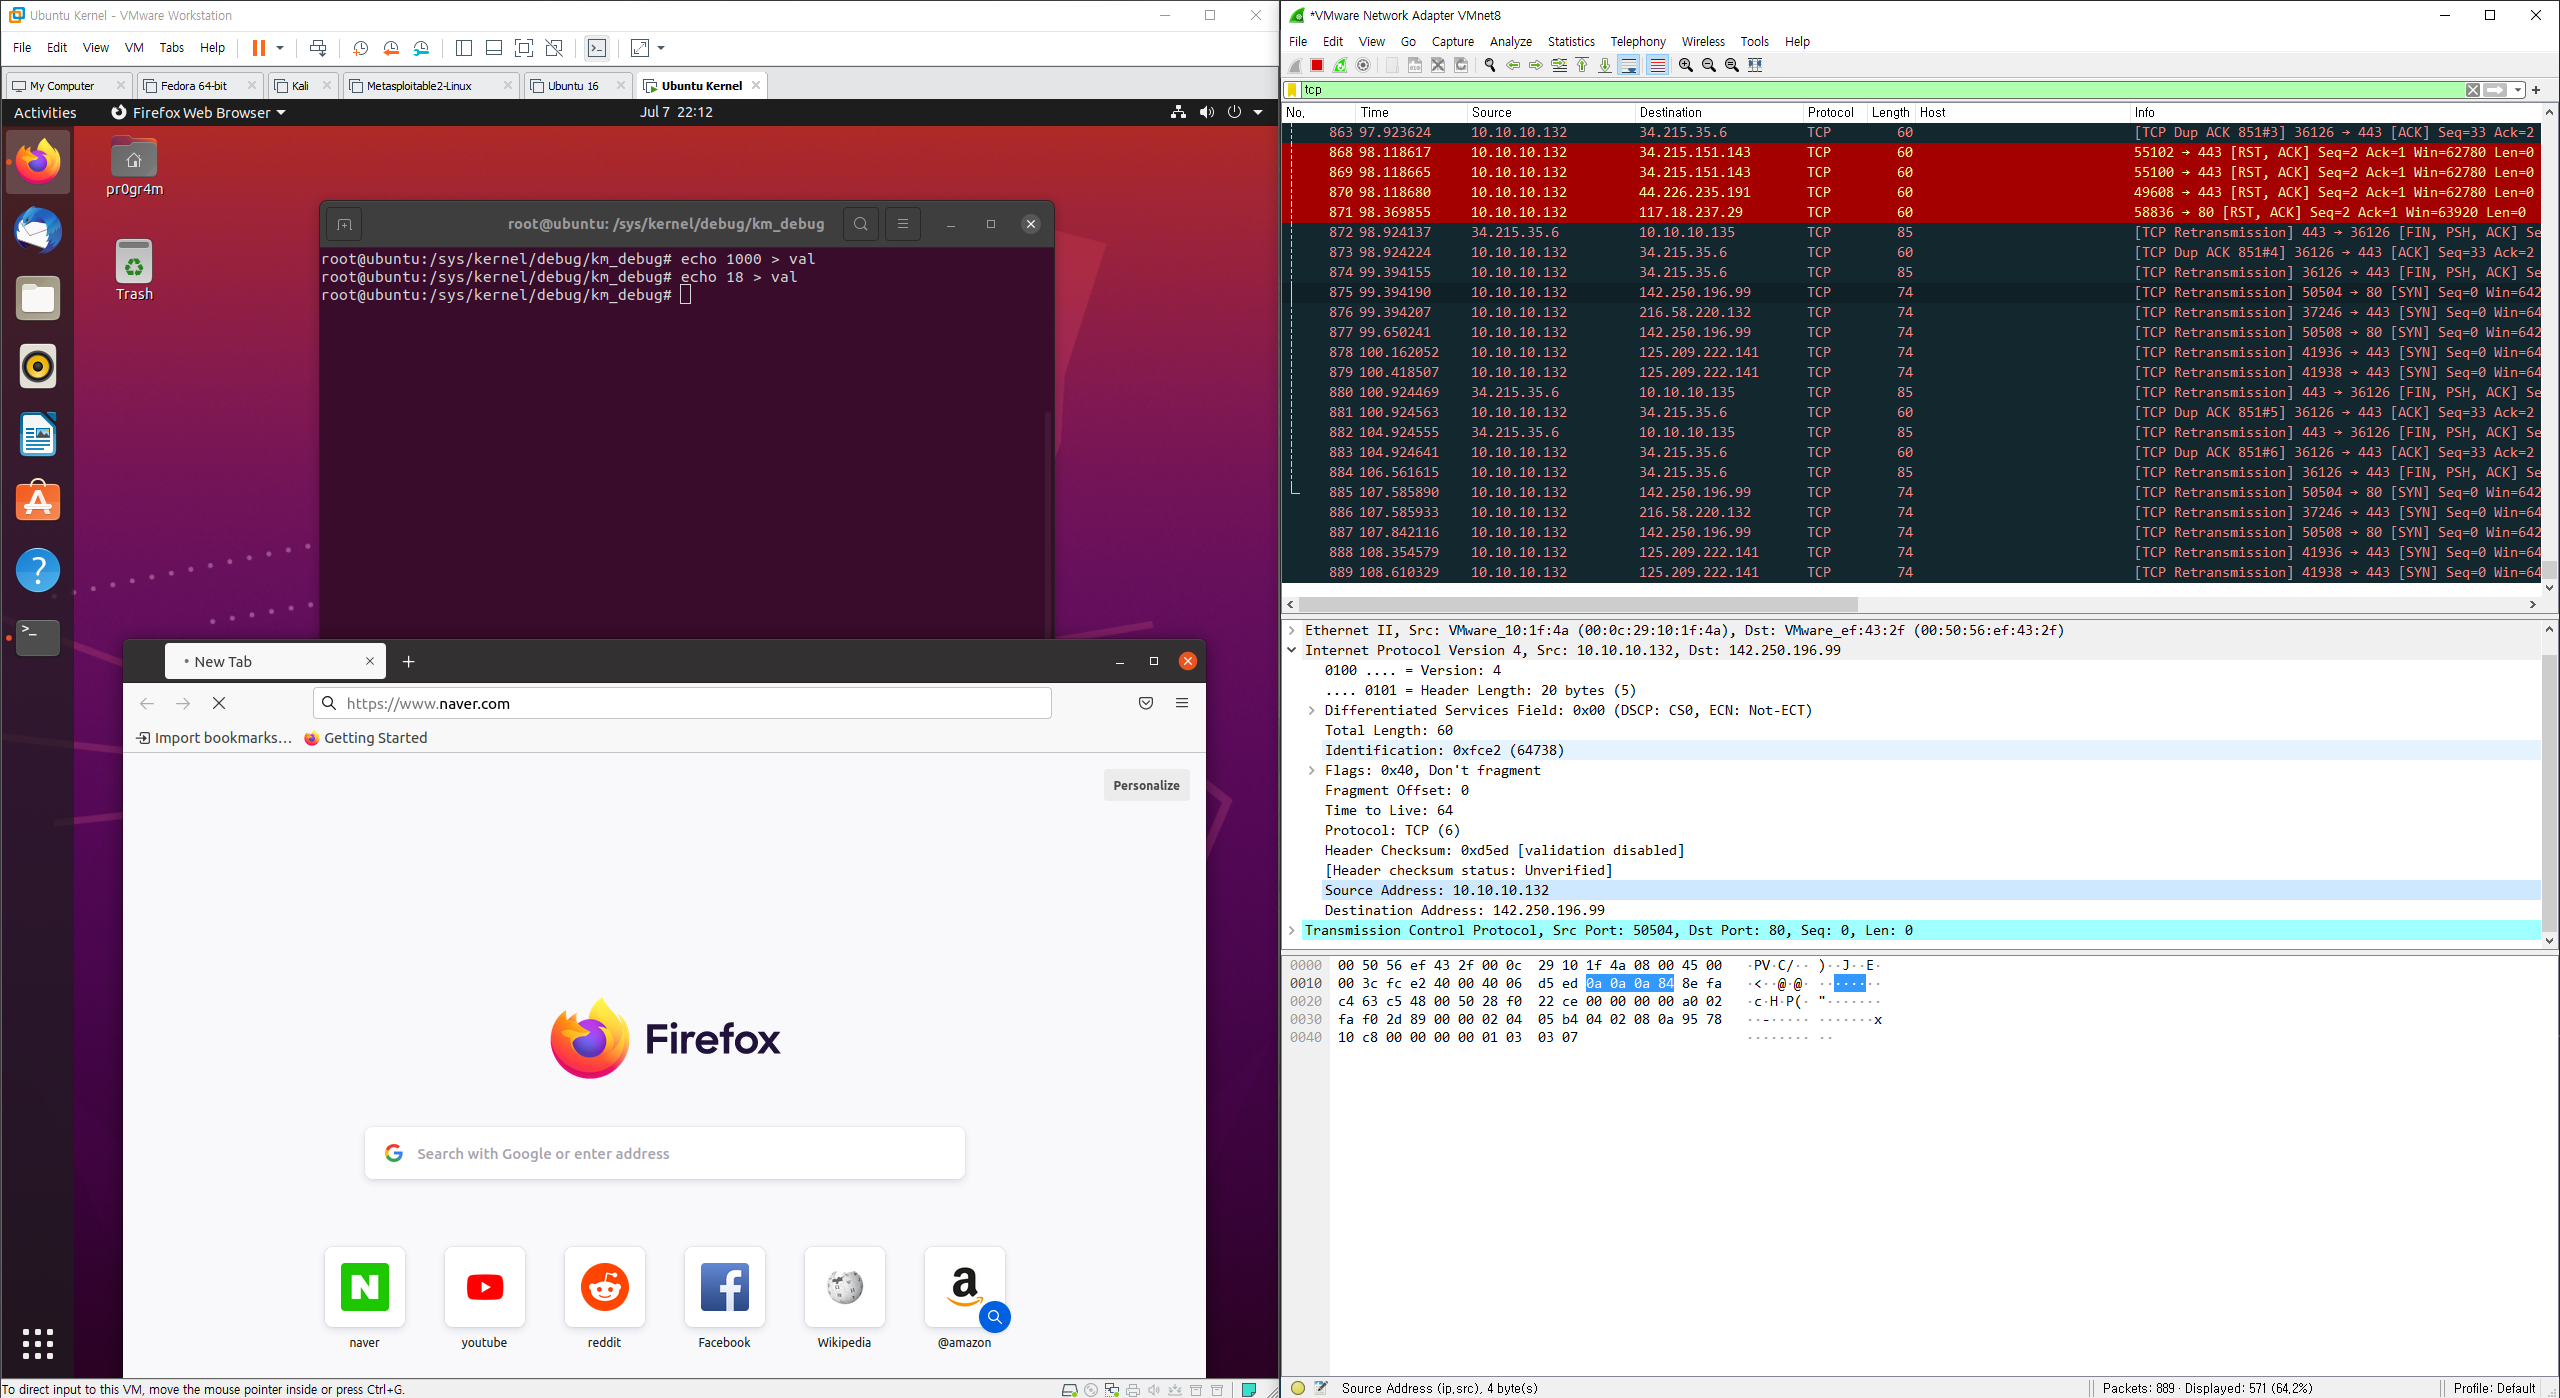 Ubuntu Kernel - VMware Workstation
File Edit View VM Tabs Help
My Computer Fedora 64-bit Kali Metasploitable2-Linux Ubuntu 16 Ubuntu Kernel
Activities Firefox Web Browser Jul 7 22:12
pr0gr4m
Trash
root@ubuntu: /sys/kernel/debug/km_debug
root@ubuntu:/sys/kernel/debug/km_debug# echo 1000 > val
root@ubuntu:/sys/kernel/debug/km_debug# echo 18 > val
root@ubuntu:/sys/kernel/debug/km_debug#
New Tab
https://www.naver.com
Import bookmarks... Getting Started
Personalize
Firefox
Search with Google or enter address
naver youtube reddit Facebook Wikipedia @amazon
To direct input to this VM, move the mouse pointer inside or press Ctrl+G.
*VMware Network Adapter VMnet8
File Edit View Go Capture Analyze Statistics Telephony Wireless Tools Help
tcp
No. Time Source Destination Protocol Length Host Info
863 97.923624 10.10.10.132 34.215.35.6 TCP 60 [TCP Dup ACK 851#3] 36126 → 443 [ACK] Seq=33 Ack=2
868 98.118617 10.10.10.132 34.215.151.143 TCP 60 55102 → 443 [RST, ACK] Seq=2 Ack=1 Win=62780 Len=0
869 98.118665 10.10.10.132 34.215.151.143 TCP 60 55100 → 443 [RST, ACK] Seq=2 Ack=1 Win=62780 Len=0
870 98.118680 10.10.10.132 44.226.235.191 TCP 60 49608 → 443 [RST, ACK] Seq=2 Ack=1 Win=62780 Len=0
871 98.369855 10.10.10.132 117.18.237.29 TCP 60 58836 → 80 [RST, ACK] Seq=2 Ack=1 Win=63920 Len=0
872 98.924137 34.215.35.6 10.10.10.135 TCP 85 [TCP Retransmission] 443 → 36126 [FIN, PSH, ACK] Se
873 98.924224 10.10.10.132 34.215.35.6 TCP 60 [TCP Dup ACK 851#4] 36126 → 443 [ACK] Seq=33 Ack=2
874 99.394155 10.10.10.132 34.215.35.6 TCP 85 [TCP Retransmission] 36126 → 443 [FIN, PSH, ACK] Se
875 99.394190 10.10.10.132 142.250.196.99 TCP 74 [TCP Retransmission] 50504 → 80 [SYN] Seq=0 Win=642
876 99.394207 10.10.10.132 216.58.220.132 TCP 74 [TCP Retransmission] 37246 → 443 [SYN] Seq=0 Win=64
877 99.650241 10.10.10.132 142.250.196.99 TCP 74 [TCP Retransmission] 50508 → 80 [SYN] Seq=0 Win=642
878 100.162052 10.10.10.132 125.209.222.141 TCP 74 [TCP Retransmission] 41936 → 443 [SYN] Seq=0 Win=64
879 100.418507 10.10.10.132 125.209.222.141 TCP 74 [TCP Retransmission] 41938 → 443 [SYN] Seq=0 Win=64
880 100.924469 34.215.35.6 10.10.10.135 TCP 85 [TCP Retransmission] 443 → 36126 [FIN, PSH, ACK] Se
881 100.924563 10.10.10.132 34.215.35.6 TCP 60 [TCP Dup ACK 851#5] 36126 → 443 [ACK] Seq=33 Ack=2
882 104.924555 34.215.35.6 10.10.10.135 TCP 85 [TCP Retransmission] 443 → 36126 [FIN, PSH, ACK] Se
883 104.924641 10.10.10.132 34.215.35.6 TCP 60 [TCP Dup ACK 851#6] 36126 → 443 [ACK] Seq=33 Ack=2
884 106.561615 10.10.10.132 34.215.35.6 TCP 85 [TCP Retransmission] 36126 → 443 [FIN, PSH, ACK] Se
885 107.585890 10.10.10.132 142.250.196.99 TCP 74 [TCP Retransmission] 50504 → 80 [SYN] Seq=0 Win=642
886 107.585933 10.10.10.132 216.58.220.132 TCP 74 [TCP Retransmission] 37246 → 443 [SYN] Seq=0 Win=64
887 107.842116 10.10.10.132 142.250.196.99 TCP 74 [TCP Retransmission] 50508 → 80 [SYN] Seq=0 Win=642
888 108.354579 10.10.10.132 125.209.222.141 TCP 74 [TCP Retransmission] 41936 → 443 [SYN] Seq=0 Win=64
889 108.610329 10.10.10.132 125.209.222.141 TCP 74 [TCP Retransmission] 41938 → 443 [SYN] Seq=0 Win=64
Ethernet II, Src: VMware_10:1f:4a (00:0c:29:10:1f:4a), Dst: VMware_ef:43:2f (00:50:56:ef:43:2f)
Internet Protocol Version 4, Src: 10.10.10.132, Dst: 142.250.196.99
0100 .... = Version: 4
.... 0101 = Header Length: 20 bytes (5)
Differentiated Services Field: 0x00 (DSCP: CS0, ECN: Not-ECT)
Total Length: 60
Identification: 0xfce2 (64738)
Flags: 0x40, Don't fragment
Fragment Offset: 0
Time to Live: 64
Protocol: TCP (6)
Header Checksum: 0xd5ed [validation disabled]
[Header checksum status: Unverified]
Source Address: 10.10.10.132
Destination Address: 142.250.196.99
Transmission Control Protocol, Src Port: 50504, Dst Port: 80, Seq: 0, Len: 0
0000 00 50 56 ef 43 2f 00 0c 29 10 1f 4a 08 00 45 00 ·PV·C/·· )··J··E·
0010 00 3c fc e2 40 00 40 06 d5 ed 0a 0a 0a 84 8e fa ·<··@·@· ········
0020 c4 63 c5 48 00 50 28 f0 22 ce 00 00 00 00 a0 02 ·c·H·P(· "·······
0030 fa f0 2d 89 00 00 02 04 05 b4 04 02 08 0a 95 78 ··-····· ·······x
0040 10 c8 00 00 00 00 01 03 03 07 ········ ··
Source Address (ip.src), 4 byte(s) Packets: 889 · Displayed: 571 (64.2%) Profile: Default